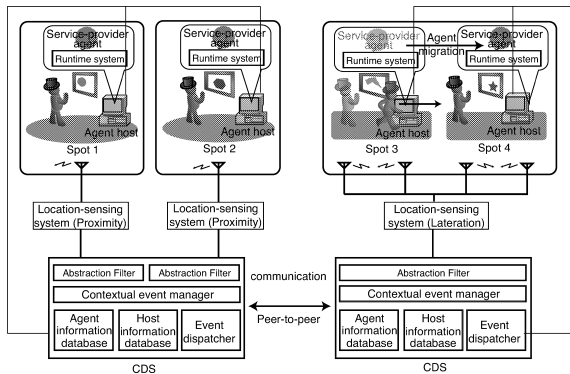 Service-provider
agent
Runtime system
Agent host
Spot 1
Service-provider
agent
Runtime system
Agent host
Spot 2
Service-provider
agent
Runtime system
Agent host
Spot 3
Agent
migration
Service-provider
agent
Runtime system
Agent host
Spot 4
Location-sensing
system (Proximity)
Location-sensing
system (Proximity)
Location-sensing
system (Lateration)
Abstraction Filter
Abstraction Filter
Contextual event manager
Agent
information
database
Host
information
database
Event
dispatcher
CDS
communication
Peer-to-peer
Abstraction Filter
Contextual event manager
Agent
information
database
Host
information
database
Event
dispatcher
CDS